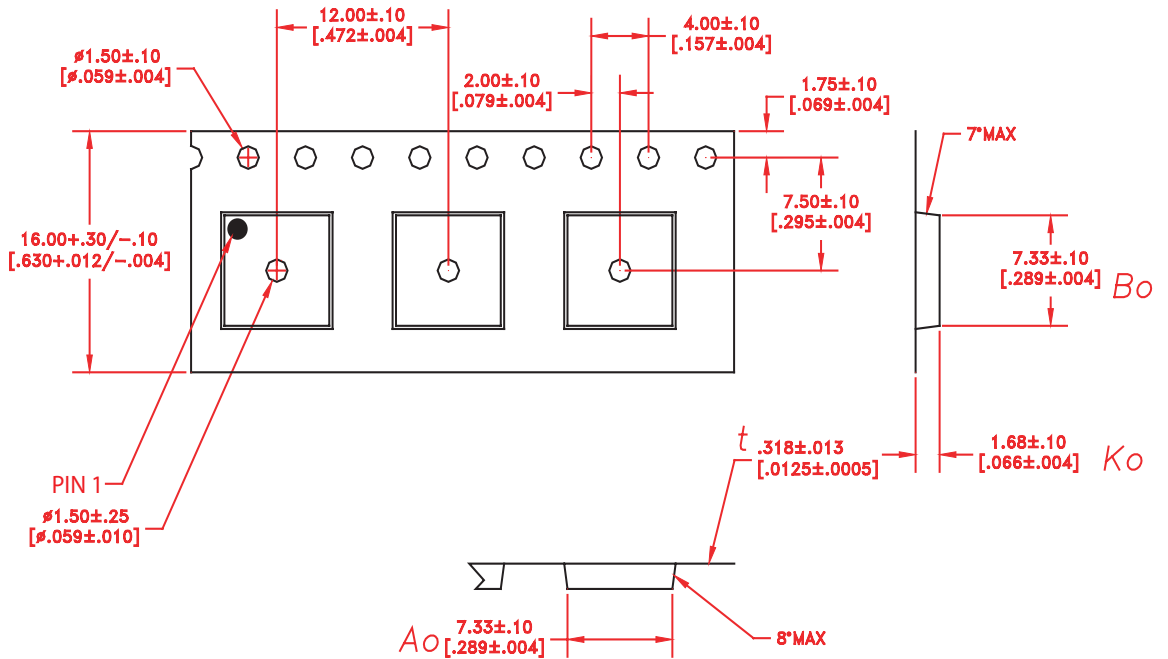 12.00±.10
[.472±.004]
4.00±.10
[.157±.004]
ø1.50±.10
[ø.059±.004]
2.00±.10
[.079±.004]
1.75±.10
[.069±.004]
7°MAX
7.50±.10
[.295±.004]
16.00+.30/−.10
[.630+.012/−.004]
7.33±.10
[.289±.004]
Bo
t
.318±.013
[.0125±.0005]
1.68±.10
[.066±.004]
Ko
PIN 1
ø1.50±.25
[ø.059±.010]
Ao
7.33±.10
[.289±.004]
8°MAX